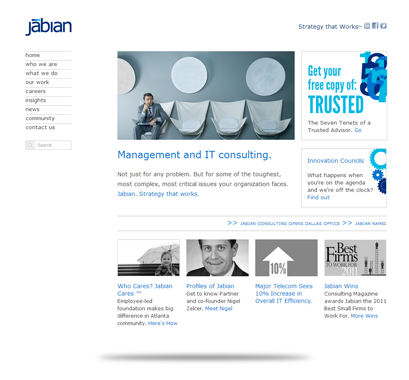 jabian
Strategy that Works™
home
who we are
what we do
our work
careers
insights
news
community
contact us
Search
Get your
free copy of:
TRUSTED
The Seven Tenets of a
Trusted Advisor. Go
Management and IT consulting.
Not just for any problem. But for some of the toughest,
most complex, most critical issues your organization faces.
Jabian. Strategy that works.
Innovation Councils
What happens when
you're on the agenda
and we're off the clock?
Find out
>> JABIAN CONSULTING OPENS DALLAS OFFICE >> JABIAN NAMED
10%
Best
Firms
TO WORK FOR
2011
Who Cares? Jabian
Cares ™
Employee-led
foundation makes big
difference in Atlanta
community. Here's How
Profiles of Jabian
Get to know Partner
and co-founder Nigel
Zelcer. Meet Nigel
Major Telecom Sees
10% Increase in
Overall IT Efficiency.
Jabian Wins
Consulting Magazine
awards Jabian the 2011
Best Small Firms to
Work For. More Wins